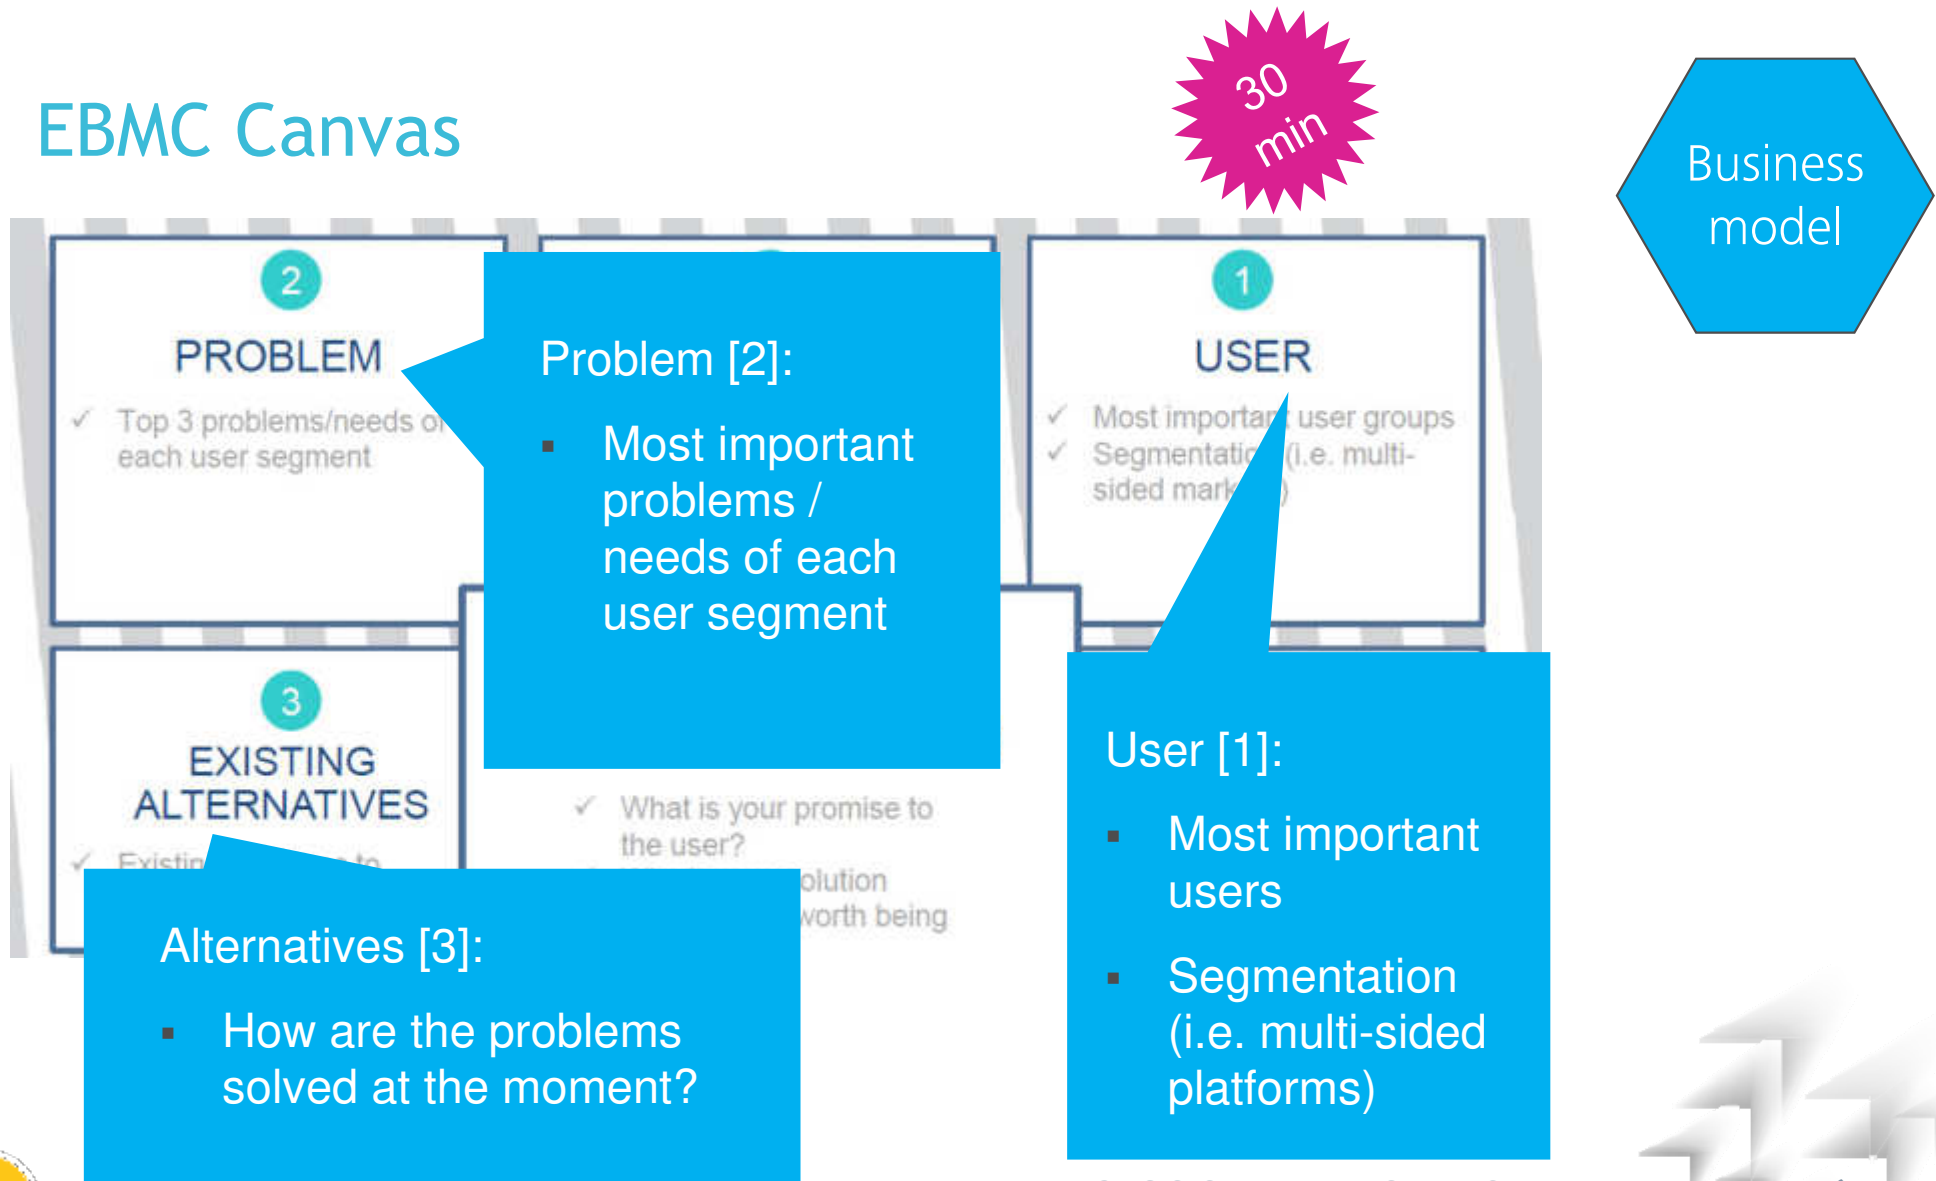 EBMC Canvas
30
min
Business
model
2
PROBLEM
✓ Top 3 problems/needs of
each user segment
Problem [2]:
▪ Most important
problems /
needs of each
user segment
1
USER
✓ Most important user groups
✓ Segmentation (i.e. multi-
sided
3
EXISTING
ALTERNATIVES
✓ to
✓ What is your promise to
the user?
worth being
Alternatives [3]:
▪ How are the problems
solved at the moment?
User [1]:
▪ Most important
users
▪ Segmentation
(i.e. multi-sided
platforms)